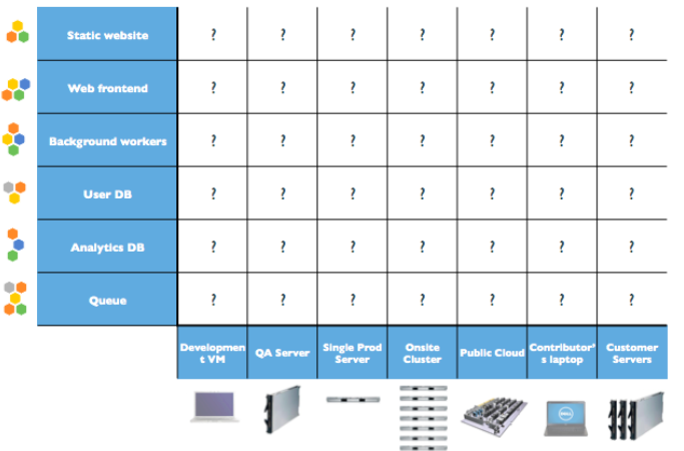 Static website ? ? ? ? ? ? ?
Web frontend ? ? ? ? ? ? ?
Background workers ? ? ? ? ? ? ?
User DB ? ? ? ? ? ? ?
Analytics DB ? ? ? ? ? ? ?
Queue ? ? ? ? ? ? ?
Developmen QA Server Single Prod Onsite Public Cloud Contributor' Customer
t VM Server Cluster s laptop Servers
DELL